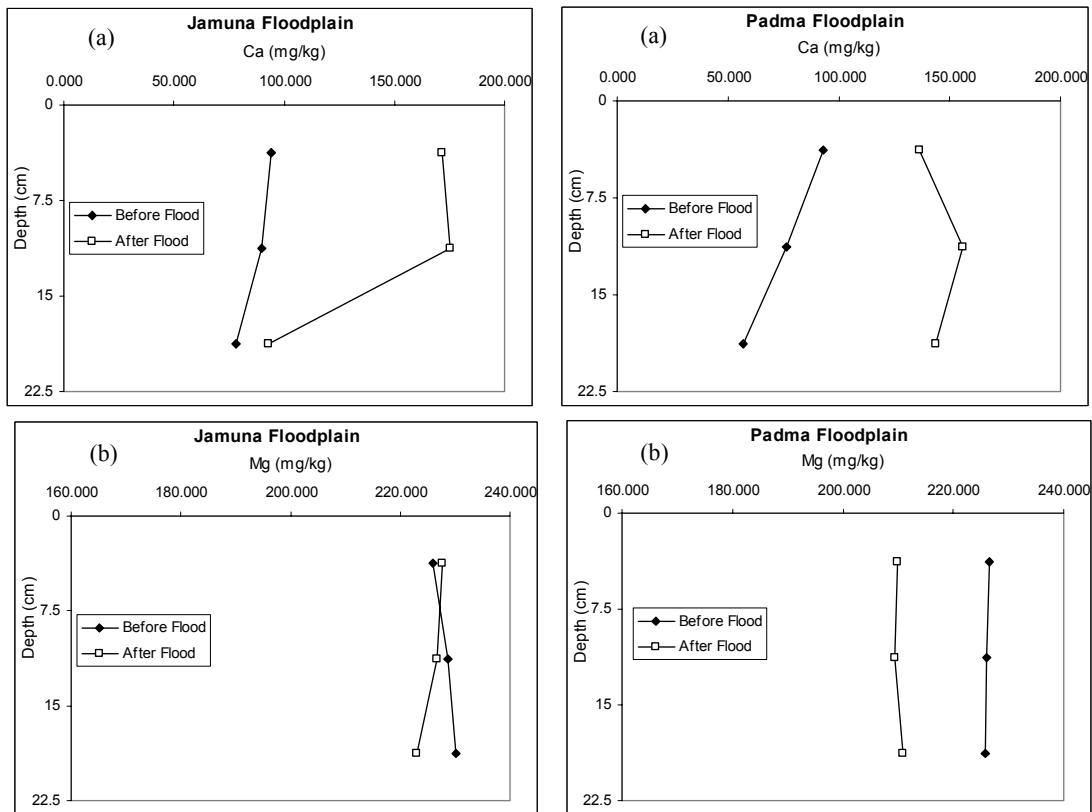 Jamuna Floodplain
(a)
Ca (mg/kg)
0.000 50.000 100.000 150.000 200.000
0
7.5
15
22.5
Depth (cm)
Before Flood
After Flood
Padma Floodplain
(a)
Ca (mg/kg)
0.000 50.000 100.000 150.000 200.000
0
7.5
15
22.5
Depth (cm)
Before Flood
After Flood
Jamuna Floodplain
(b)
Mg (mg/kg)
160.000 180.000 200.000 220.000 240.000
0
7.5
15
22.5
Depth (cm)
Before Flood
After Flood
Padma Floodplain
(b)
Mg (mg/kg)
160.000 180.000 200.000 220.000 240.000
0
7.5
15
22.5
Depth (cm)
Before Flood
After Flood